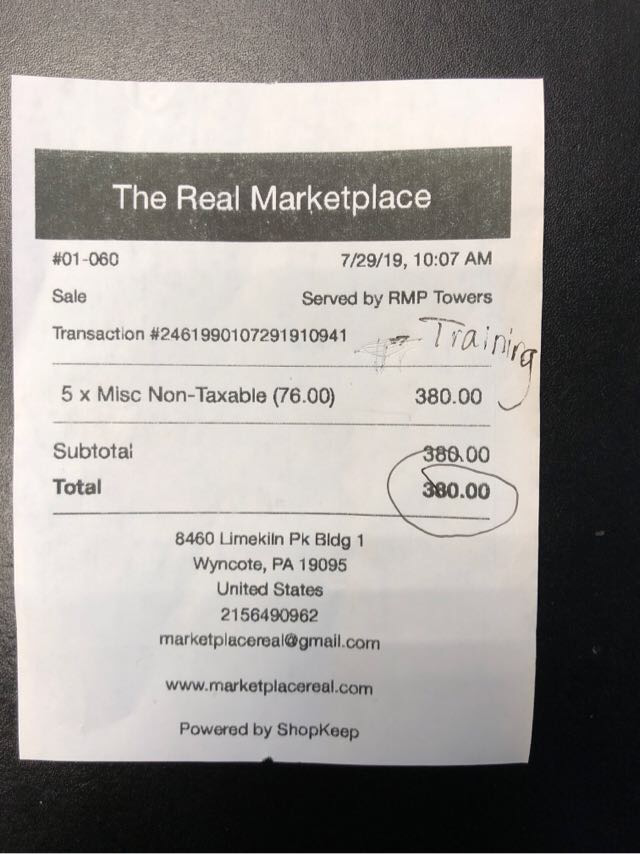 The Real Marketplace
#01-060 7/29/19, 10:07 AM
Sale Served by RMP Towers
Transaction #2461990107291910941
Training
5 x Misc Non-Taxable (76.00) 380.00
Subtotal 380.00
Total 380.00
8460 Limekiln Pk Bldg 1
Wyncote, PA 19095
United States
2156490962
marketplacereal@gmail.com
www.marketplacereal.com
Powered by ShopKeep